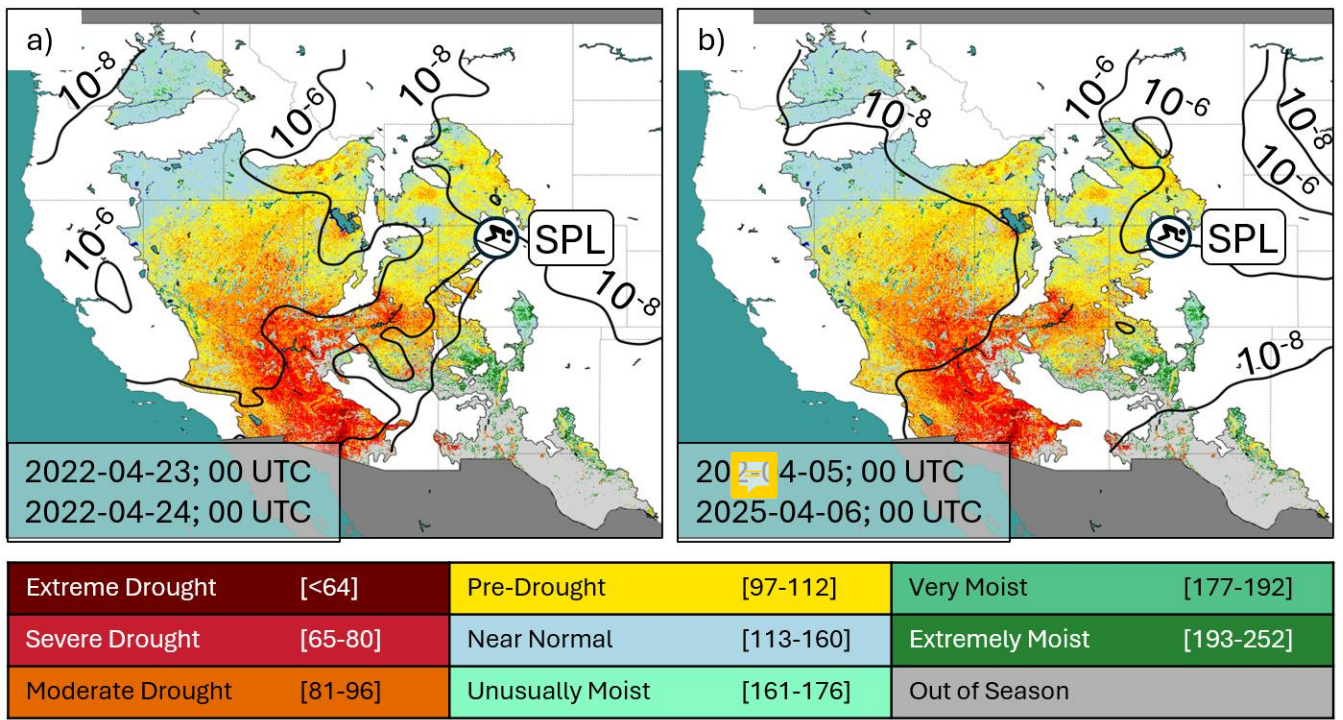 a)
10⁻⁸
10⁻⁶
10⁻⁸
10⁻⁶
SPL
10⁻⁸
2022-04-23; 00 UTC
2022-04-24; 00 UTC
b)
10⁻⁸
10⁻⁶
10⁻⁶
10⁻⁸
10⁻⁶
SPL
10⁻⁸
00 UTC
2025-04-06; 00 UTC
Extreme Drought [<64]
Pre-Drought [97-112]
Very Moist [177-192]
Severe Drought [65-80]
Near Normal [113-160]
Extremely Moist [193-252]
Moderate Drought [81-96]
Unusually Moist [161-176]
Out of Season